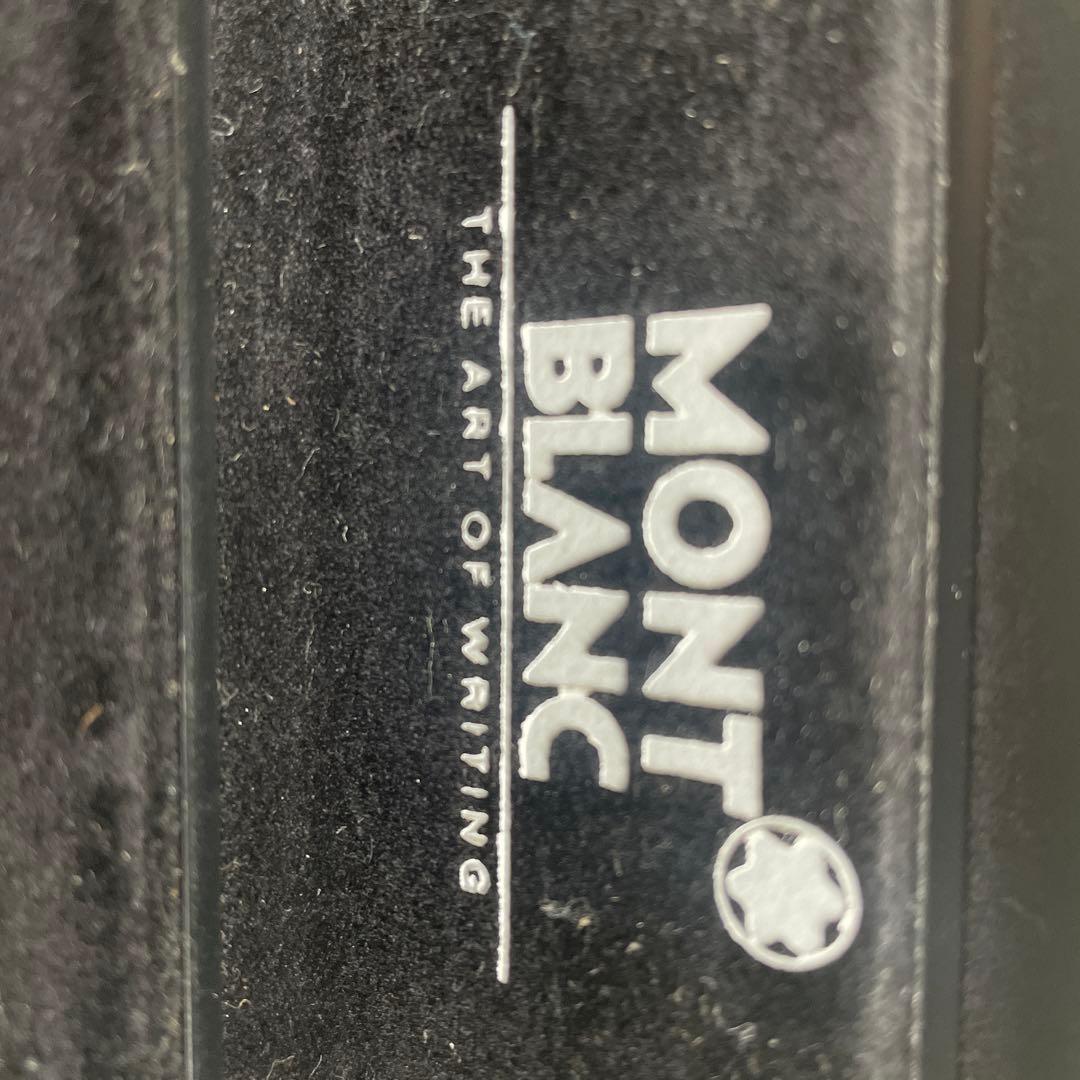 MONT
BLANC
THE ART OF WRITING